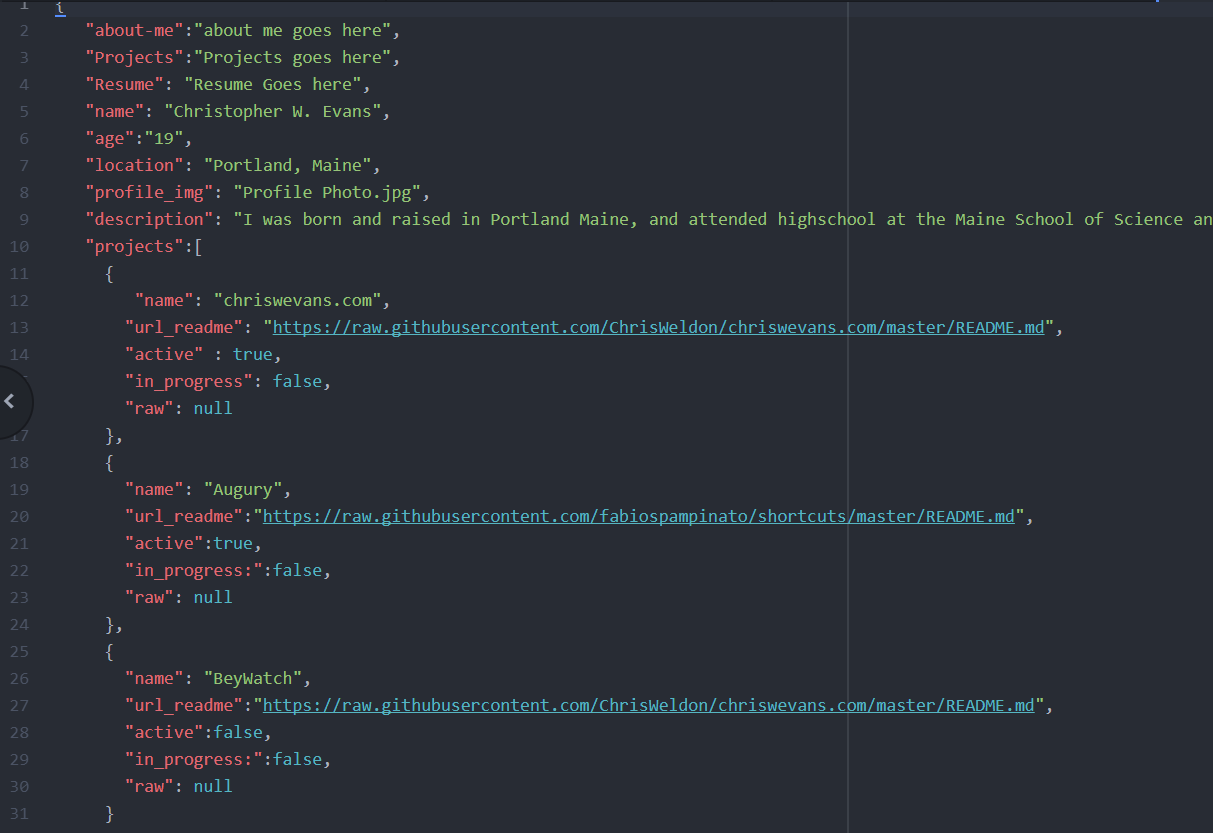 1 {
2 "about-me":"about me goes here",
3 "Projects":"Projects goes here",
4 "Resume": "Resume Goes here",
5 "name": "Christopher W. Evans",
6 "age":"19",
7 "location": "Portland, Maine",
8 "profile_img": "Profile Photo.jpg",
9 "description": "I was born and raised in Portland Maine, and attended highschool at the Maine School of Science an
10 "projects":[
11 {
12 "name": "chriswevans.com",
13 "url_readme": "https://raw.githubusercontent.com/ChrisWeldon/chriswevans.com/master/README.md",
14 "active" : true,
"in_progress": false,
"raw": null
17 },
18 {
19 "name": "Augury",
20 "url_readme":"https://raw.githubusercontent.com/fabiospampinato/shortcuts/master/README.md",
21 "active":true,
22 "in_progress:":false,
23 "raw": null
24 },
25 {
26 "name": "BeyWatch",
27 "url_readme":"https://raw.githubusercontent.com/ChrisWeldon/chriswevans.com/master/README.md",
28 "active":false,
29 "in_progress:":false,
30 "raw": null
31 }